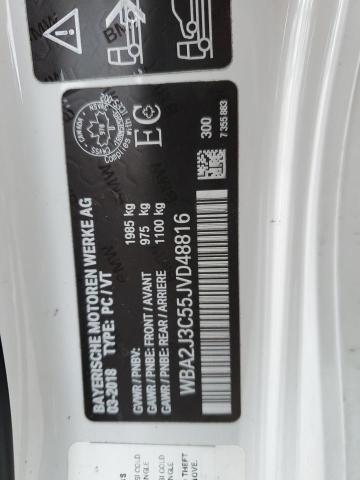 BAYERISCHE MOTOREN WERKE AG
03-2018 TYPE: PC / VT
GVWR / PNBV: 1985 kg
GAWR / PNBE: FRONT / AVANT 975 kg
GAWR / PNBE: REAR / ARRIERE 1100 kg
WBA2J3C55JVD48816
EC
300
7 355 883
CANADA